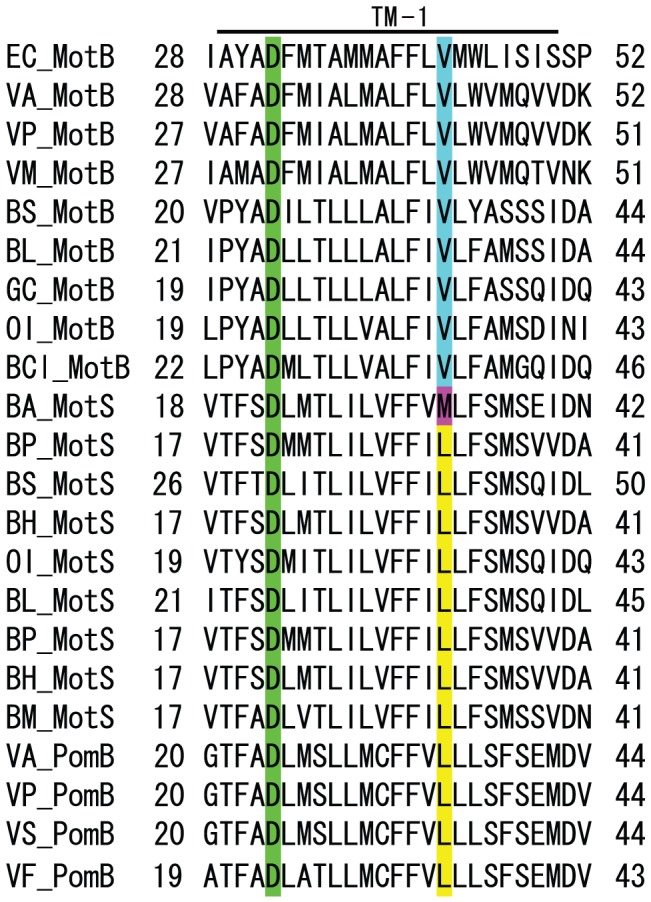 TM-1
EC_MotB 28 IAYADFMTAMMAFFLVMWLISISSP 52
VA_MotB 28 VAFADFMIALMALFLVLWVMQVVDK 52
VP_MotB 27 VAFADFMIALMALFLVLWVMQVVDK 51
VM_MotB 27 IAMADFMIALMALFLVLWVMQTVNK 51
BS_MotB 20 VPYADILTLLLALFIVLYASSSIDA 44
BL_MotB 21 IPYADLLTLLLALFIVLFAMSSIDA 44
GC_MotB 19 IPYADLLTLLLALFIVLFASSQIDQ 43
OI_MotB 19 LPYADLLTLLVALFIVLFAMSDINI 43
BCI_MotB 22 LPYADMLTLLVALFIVLFAMGQIDQ 46
BA_MotS 18 VTFSDLMTLILVFFVMLFSMSEIDN 42
BP_MotS 17 VTFSDMMTLILVFFILLFSMSVVDA 41
BS_MotS 26 VTFTDLITLILVFFILLFSMSQIDL 50
BH_MotS 17 VTFSDLMTLILVFFILLFSMSVVDA 41
OI_MotS 19 VTYSDMITLILVFFILLFSMSQIDQ 43
BL_MotS 21 ITFSDLITLILVFFILLFSMSQIDL 45
BP_MotS 17 VTFSDMMTLILVFFILLFSMSVVDA 41
BH_MotS 17 VTFSDLMTLILVFFILLFSMSVVDA 41
BM_MotS 17 VTFADLVTLILVFFILLFSMSSVDN 41
VA_PomB 20 GTFADLMSLLMCFFVLLLSFSEMDV 44
VP_PomB 20 GTFADLMSLLMCFFVLLLSFSEMDV 44
VS_PomB 20 GTFADLMSLLMCFFVLLLSFSEMDV 44
VF_PomB 19 ATFADLATLLMCFFVLLLSFSEMDV 43